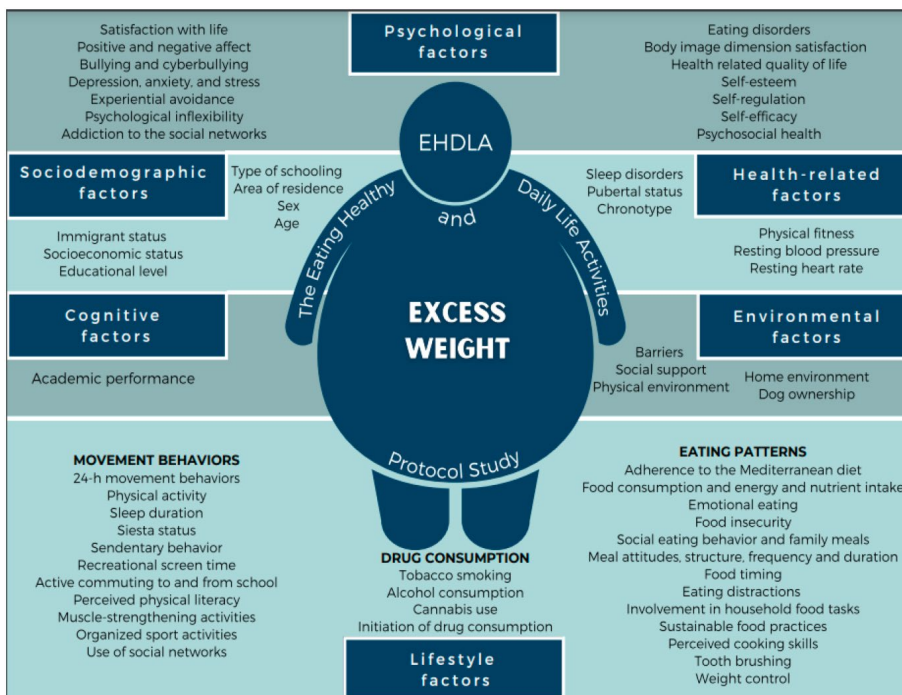 Psychological
factors
Satisfaction with life
Positive and negative affect
Bullying and cyberbullying
Depression, anxiety, and stress
Experiential avoidance
Psychological inflexibility
Addiction to the social networks
Eating disorders
Body image dimension satisfaction
Health related quality of life
Self-esteem
Self-regulation
Self-efficacy
Psychosocial health
EHDLA
Sociodemographic
factors
Type of schooling
Area of residence
Sex
Age
Immigrant status
Socioeconomic status
Educational level
The Eating Healthy
and
Daily Life Activities
Sleep disorders
Pubertal status
Chronotype
Health-related
factors
Physical fitness
Resting blood pressure
Resting heart rate
EXCESS
WEIGHT
Cognitive
factors
Academic performance
Environmental
factors
Barriers
Social support
Physical environment
Home environment
Dog ownership
Protocol Study
MOVEMENT BEHAVIORS
24-h movement behaviors
Physical activity
Sleep duration
Siesta status
Sendentary behavior
Recreational screen time
Active commuting to and from school
Perceived physical literacy
Muscle-strengthening activities
Organized sport activities
Use of social networks
DRUG CONSUMPTION
Tobacco smoking
Alcohol consumption
Cannabis use
Initiation of drug consumption
Lifestyle
factors
EATING PATTERNS
Adherence to the Mediterranean diet
Food consumption and energy and nutrient intake
Emotional eating
Food insecurity
Social eating behavior and family meals
Meal attitudes, structure, frequency and duration
Food timing
Eating distractions
Involvement in household food tasks
Sustainable food practices
Perceived cooking skills
Tooth brushing
Weight control